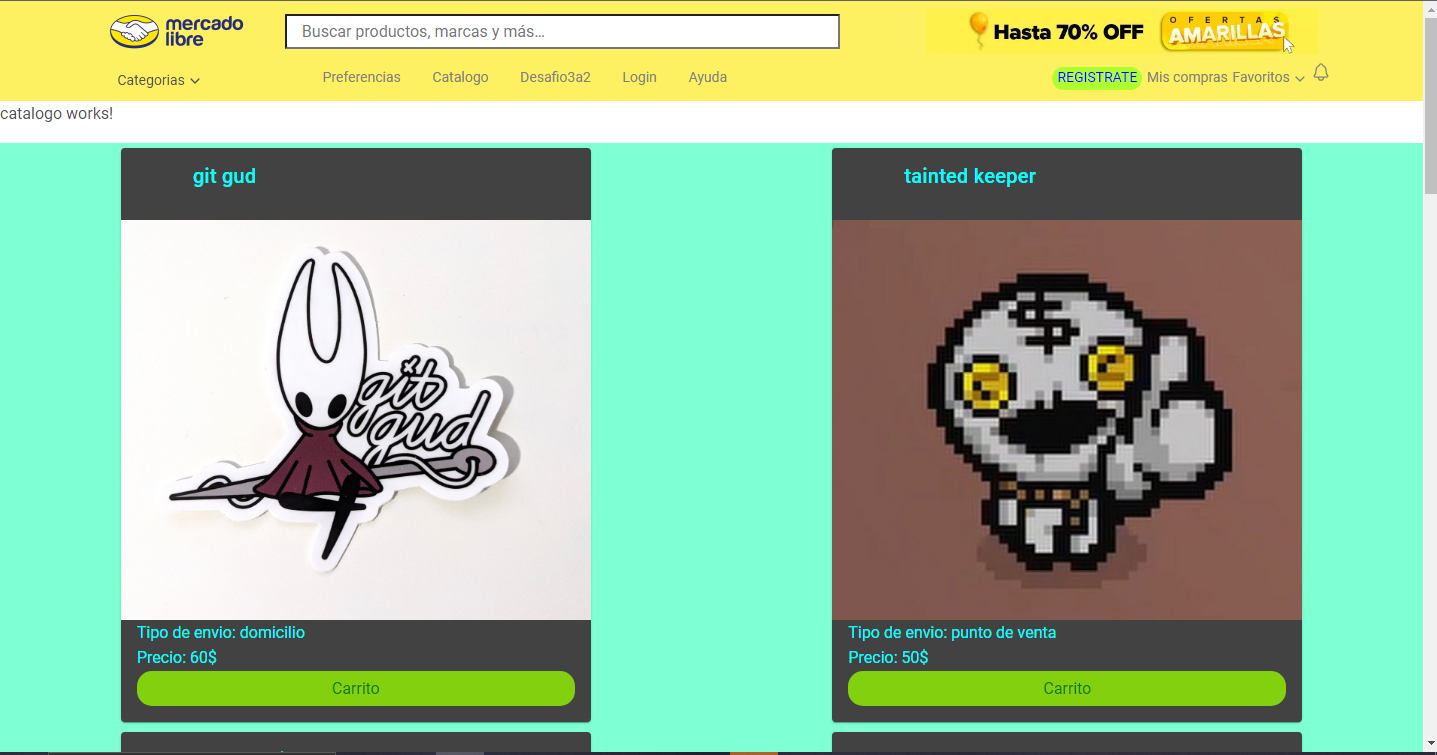 mercado
libre
Buscar productos, marcas y más…
Hasta 70% OFF
OFERTAS
AMARILLAS
Categorias
Preferencias Catalogo Desafio3a2 Login Ayuda
REGISTRATE Mis compras Favoritos
catalogo works!
git gud
tainted keeper
git
gud
$
Tipo de envio: domicilio
Precio: 60$
Carrito
Tipo de envio: punto de venta
Precio: 50$
Carrito